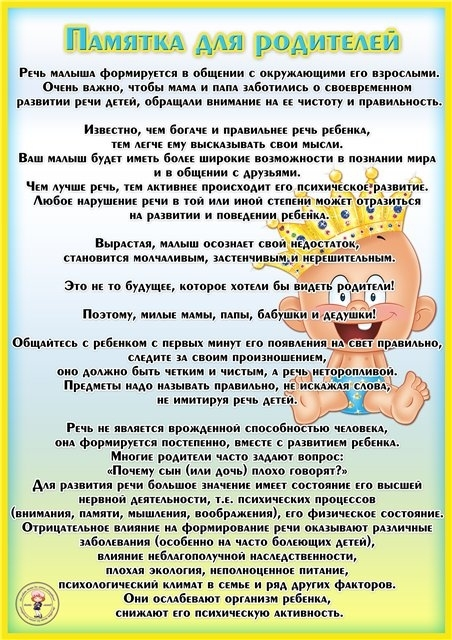 Памятка для родителей
Речь малыша формируется в общении с окружающими его взрослыми.
Очень важно, чтобы мама и папа заботились о своевременном
развитии речи детей, обращали внимание на ее чистоту и правильность.
Известно, чем богаче и правильнее речь ребенка,
тем легче ему высказывать свои мысли.
Ваш малыш будет иметь более широкие возможности в познании мира
и в общении с друзьями.
Чем лучше речь, тем активнее происходит его психическое развитие.
Любое нарушение речи в той или иной степени может отразиться
на развитии и поведении ребенка.
Вырастая, малыш осознает свой недостаток,
становится молчаливым, застенчивым и нерешительным.
Это не то будущее, которое хотели бы видеть родители!
Поэтому, милые мамы, папы, бабушки и дедушки!
Общайтесь с ребенком с первых минут его появления на свет правильно,
следите за своим произношением,
оно должно быть четким и чистым, а речь неторопливой.
Предметы надо называть правильно, не искажая слова,
не имитируя речь детей.
Речь не является врожденной способностью человека,
она формируется постепенно, вместе с развитием ребенка.
Многие родители часто задают вопрос:
«Почему сын (или дочь) плохо говорят?»
Для развития речи большое значение имеет состояние его высшей
нервной деятельности, т.е. психических процессов
(внимания, памяти, мышления, воображения), его физическое состояние.
Отрицательное влияние на формирование речи оказывают различные
заболевания (особенно на часто болеющих детей),
влияние неблагополучной наследственности,
плохая экология, неполноценное питание,
психологический климат в семье и ряд других факторов.
Они ослабевают организм ребенка,
снижают его психическую активность.